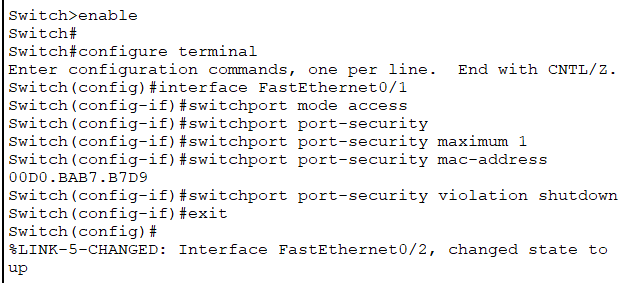 Switch>enable
Switch#
Switch#configure terminal
Enter configuration commands, one per line.  End with CNTL/Z.
Switch(config)#interface FastEthernet0/1
Switch(config-if)#switchport mode access
Switch(config-if)#switchport port-security
Switch(config-if)#switchport port-security maximum 1
Switch(config-if)#switchport port-security mac-address
00D0.BAB7.B7D9
Switch(config-if)#switchport port-security violation shutdown
Switch(config-if)#exit
Switch(config)#
%LINK-5-CHANGED: Interface FastEthernet0/2, changed state to
up